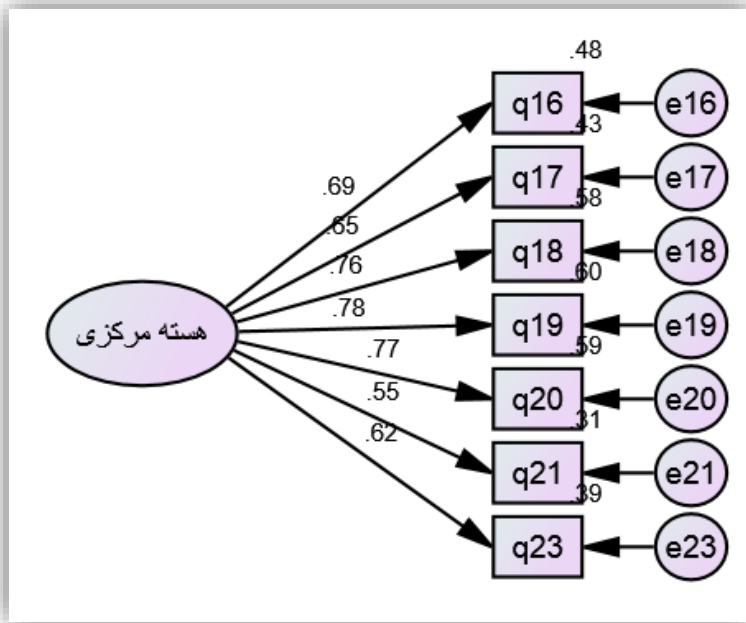 .48
q16
e16
.43
.69
q17
e17
.58
.65
q18
e18
.60
.76
هسته مرکزی
.78
q19
e19
.59
.77
q20
e20
.31
.55
q21
e21
.39
.62
q23
e23